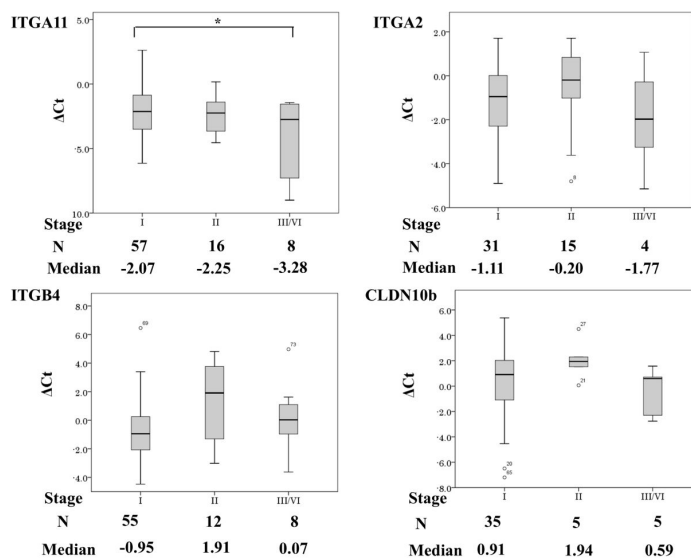 ITGA11
*
5.0
0.0
-5.0
10.0
ΔCt
Stage I II III/VI
N 57 16 8
Median -2.07 -2.25 -3.28
ITGA2
2.0
0.0
-2.0
-4.0
-6.0
ΔCt
8
Stage I II III/VI
N 31 15 4
Median -1.11 -0.20 -1.77
ITGB4
8.0
6.0
4.0
2.0
0.0
-2.0
-4.0
ΔCt
69
73
Stage I II III/VI
N 55 12 8
Median -0.95 1.91 0.07
CLDN10b
6.0
4.0
2.0
0.0
-2.0
-4.0
-6.0
-8.0
ΔCt
27
21
20
65
Stage I II III/VI
N 35 5 5
Median 0.91 1.94 0.59